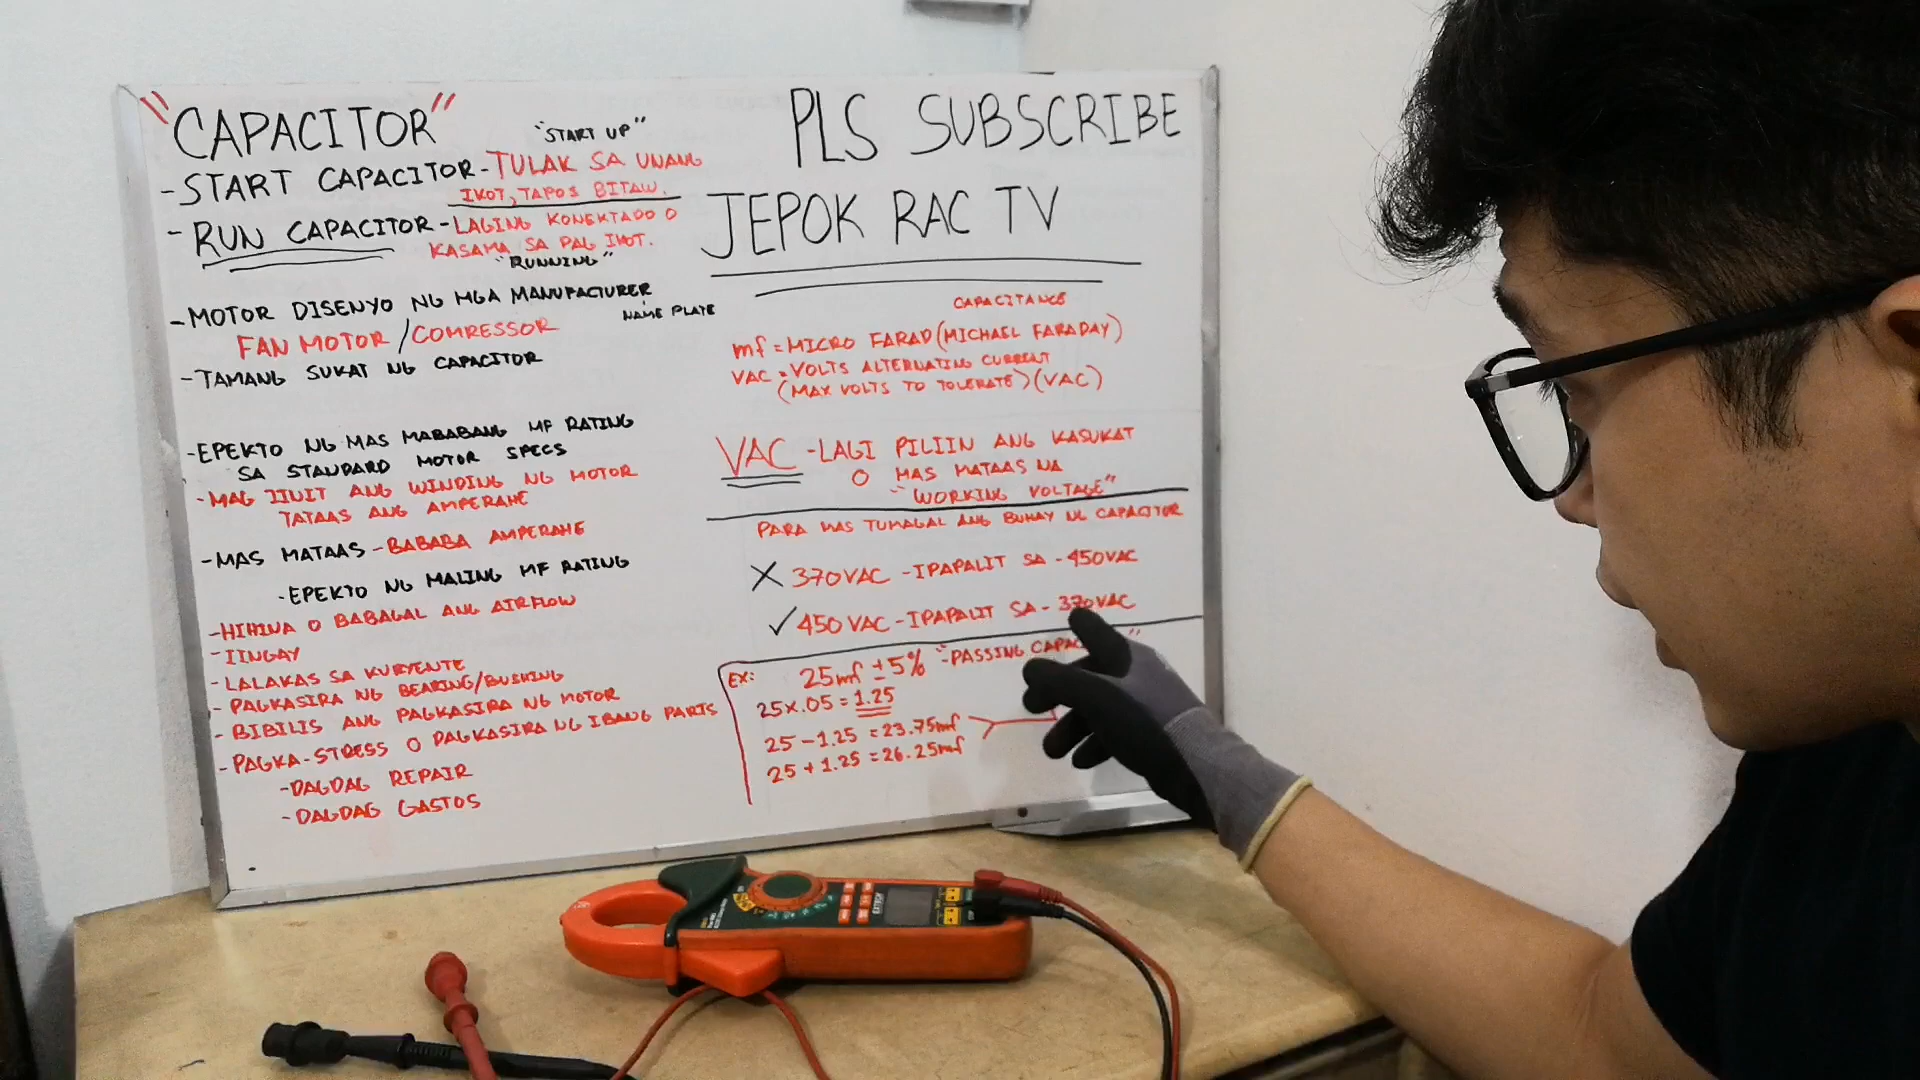 "CAPACITOR"
"START UP"
- START CAPACITOR - TULAK SA UNANG
IKOT, TAPOS BITAW.
- RUN CAPACITOR - LAGING KONEKTADO O
KASAMA SA PAG IKOT.
"RUNNING"
- MOTOR DISENYO NG MGA MANUFACTURER
NAME PLATE
FAN MOTOR / COMRESSOR
- TAMANG SUKAT NG CAPACITOR
- EPEKTO NG MAS MABABANG MF RATING
SA STANDARD MOTOR SPECS
- MAG IINIT ANG WINDING NG MOTOR
TATAAS ANG AMPERAHE
- MAS MATAAS - BABABA AMPERAHE
- EPEKTO NG MALING MF RATING
- HIHINA O BABAGAL ANG AIRFLOW
- IINGAY
- LALAKAS SA KURYENTE
- PAGKASIRA NG BEARING/BUSHING
- BIBILIS ANG PAGKASIRA NG MOTOR
- PAGKA-STRESS O PAGKASIRA NG IBANG PARTS
- DAGDAG REPAIR
- DAGDAG GASTOS
PLS SUBSCRIBE
JEPOK RAC TV
CAPACITANCE
mf = MICRO FARAD (MICHAEL FARADAY)
VAC = VOLTS ALTERNATING CURRENT
(MAX VOLTS TO TOLERATE) (VAC)
VAC - LAGI PILIIN ANG KASUKAT
O MAS MATAAS NA
"WORKING VOLTAGE"
PARA MAS TUMAGAL ANG BUHAY NG CAPACITOR
X 370VAC - IPAPALIT SA - 450VAC
✓ 450 VAC - IPAPALIT SA - 370VAC
EX: 25mf ± 5% "-PASSING
25 x .05 = 1.25
25 - 1.25 = 23.75mf
25 + 1.25 = 26.25mf
EXTECH